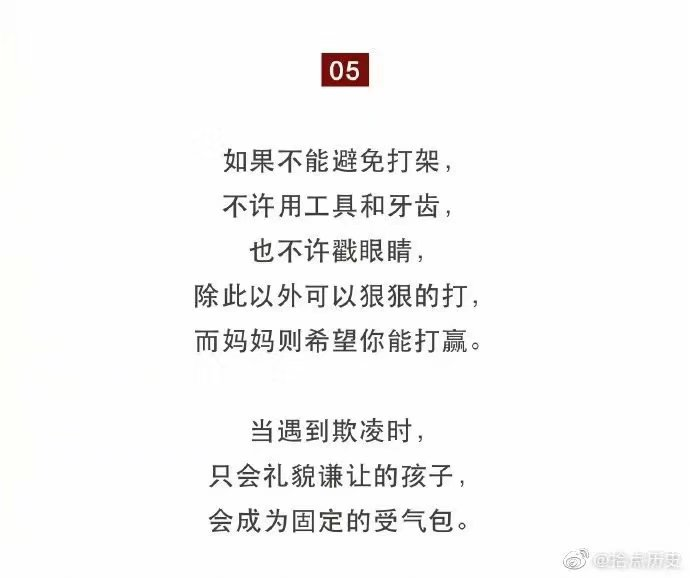 05
如果不能避免打架，
不许用工具和牙齿，
也不许戳眼睛，
除此以外可以狠狠的打，
而妈妈则希望你能打赢。
当遇到欺凌时，
只会礼貌谦让的孩子，
会成为固定的受气包。
@拾点历史